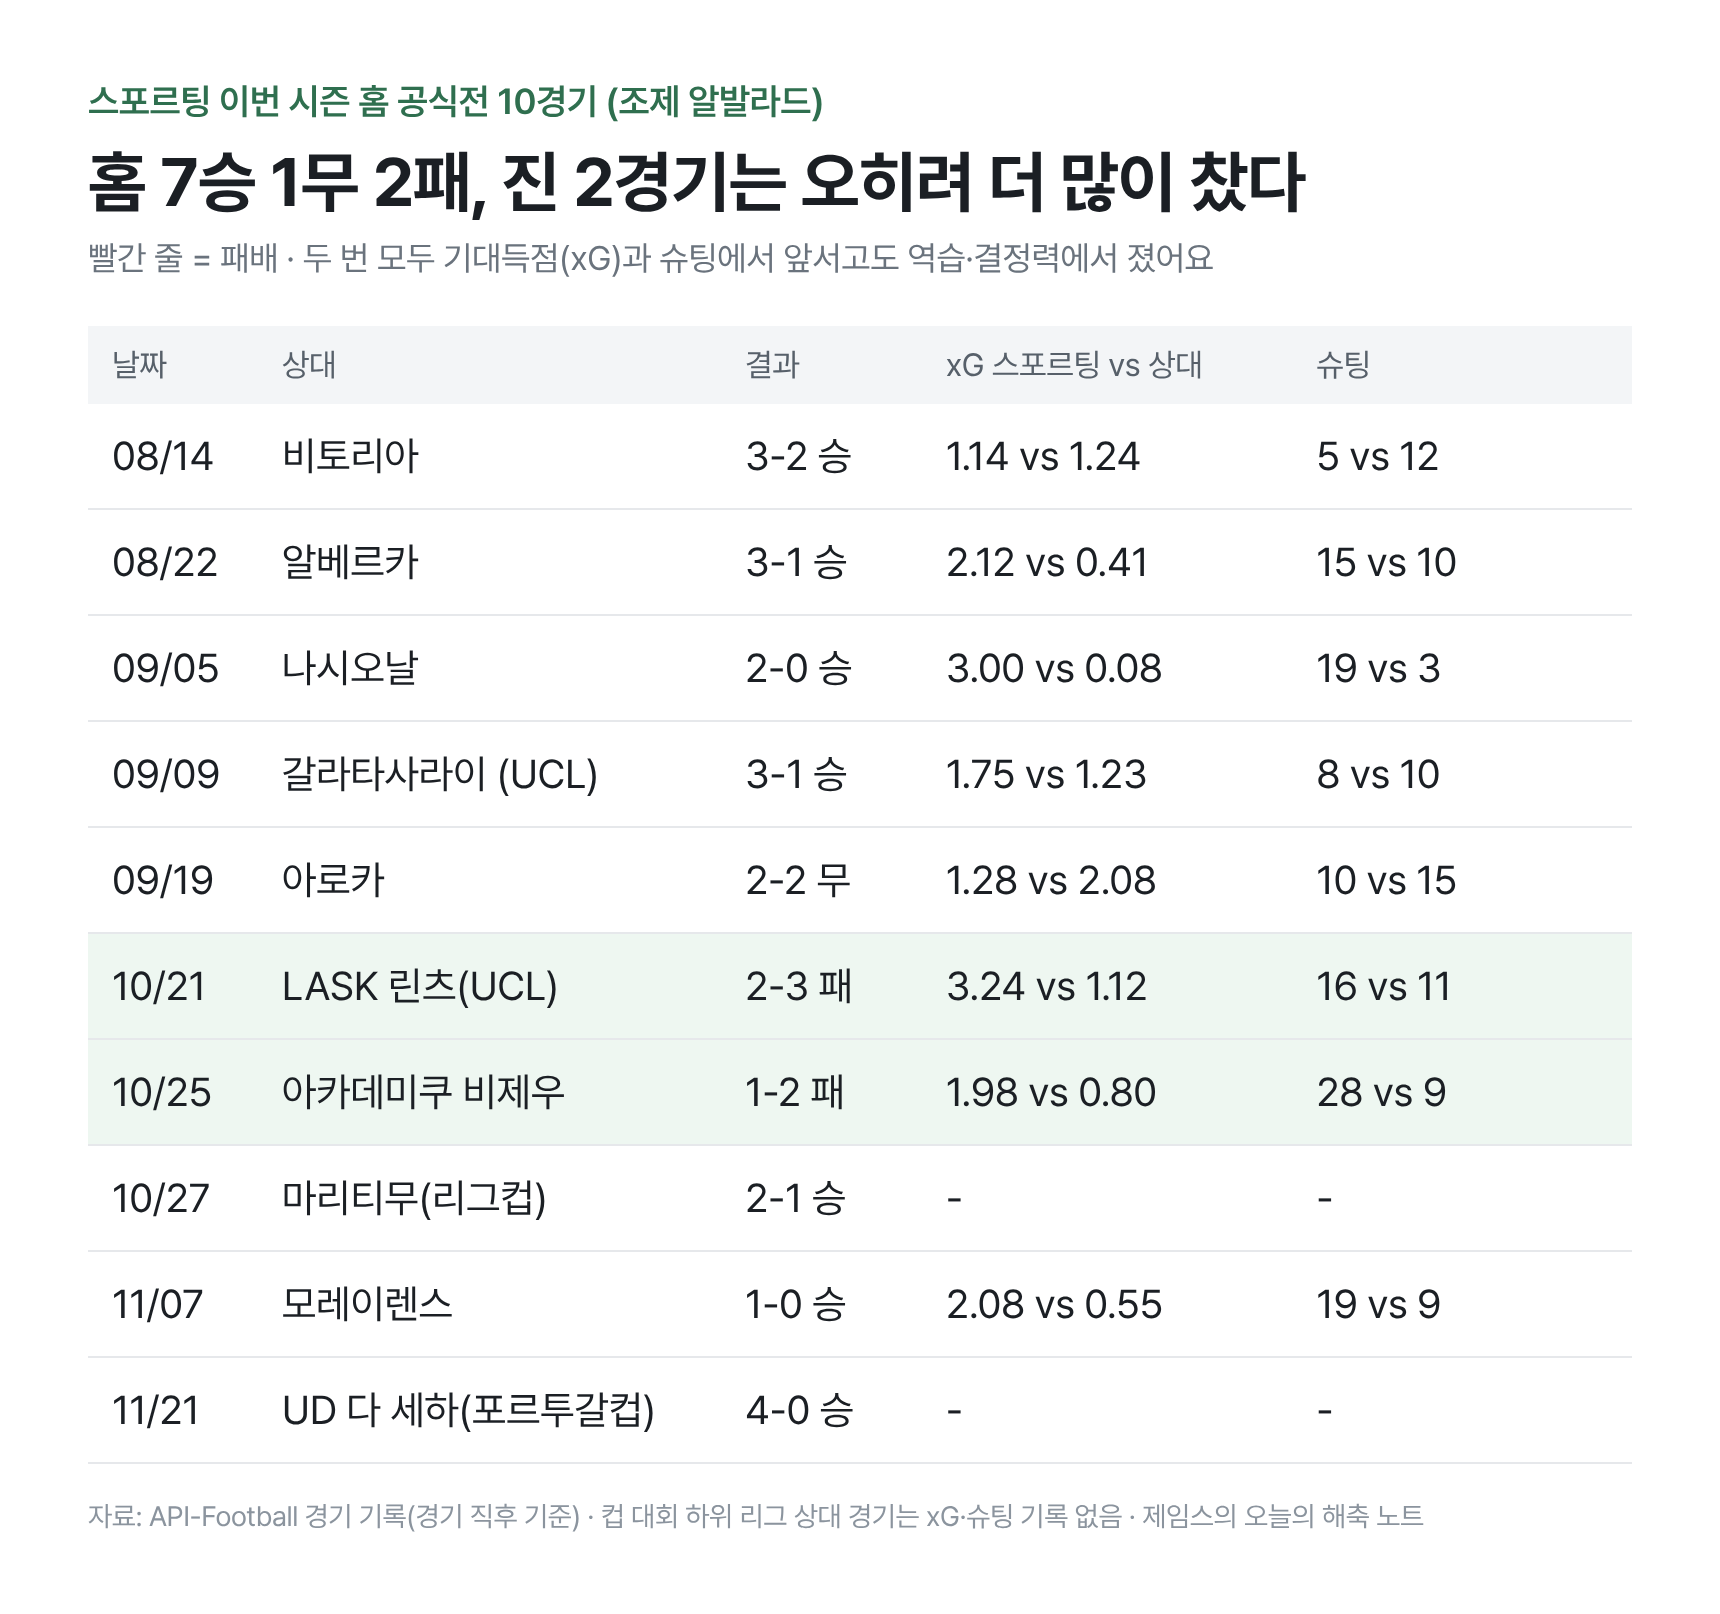 스포르팅 이번 시즌 홈 공식전 10경기 (조제 알발라드)
홈 7승 1무 2패, 진 2경기는 오히려 더 많이 찼다
빨간 줄 = 패배 · 두 번 모두 기대득점(xG)과 슈팅에서 앞서고도 역습·결정력에서 졌어요
날짜 상대 결과 xG 스포르팅 vs 상대 슈팅
08/14 비토리아 3-2 승 1.14 vs 1.24 5 vs 12
08/22 알베르카 3-1 승 2.12 vs 0.41 15 vs 10
09/05 나시오날 2-0 승 3.00 vs 0.08 19 vs 3
09/09 갈라타사라이 (UCL) 3-1 승 1.75 vs 1.23 8 vs 10
09/19 아로카 2-2 무 1.28 vs 2.08 10 vs 15
10/21 LASK 린츠(UCL) 2-3 패 3.24 vs 1.12 16 vs 11
10/25 아카데미쿠 비제우 1-2 패 1.98 vs 0.80 28 vs 9
10/27 마리티무(리그컵) 2-1 승 - -
11/07 모레이렌스 1-0 승 2.08 vs 0.55 19 vs 9
11/21 UD 다 세하(포르투갈컵) 4-0 승 - -
자료: API-Football 경기 기록(경기 직후 기준) · 컵 대회 하위 리그 상대 경기는 xG·슈팅 기록 없음 · 제임스의 오늘의 해축 노트